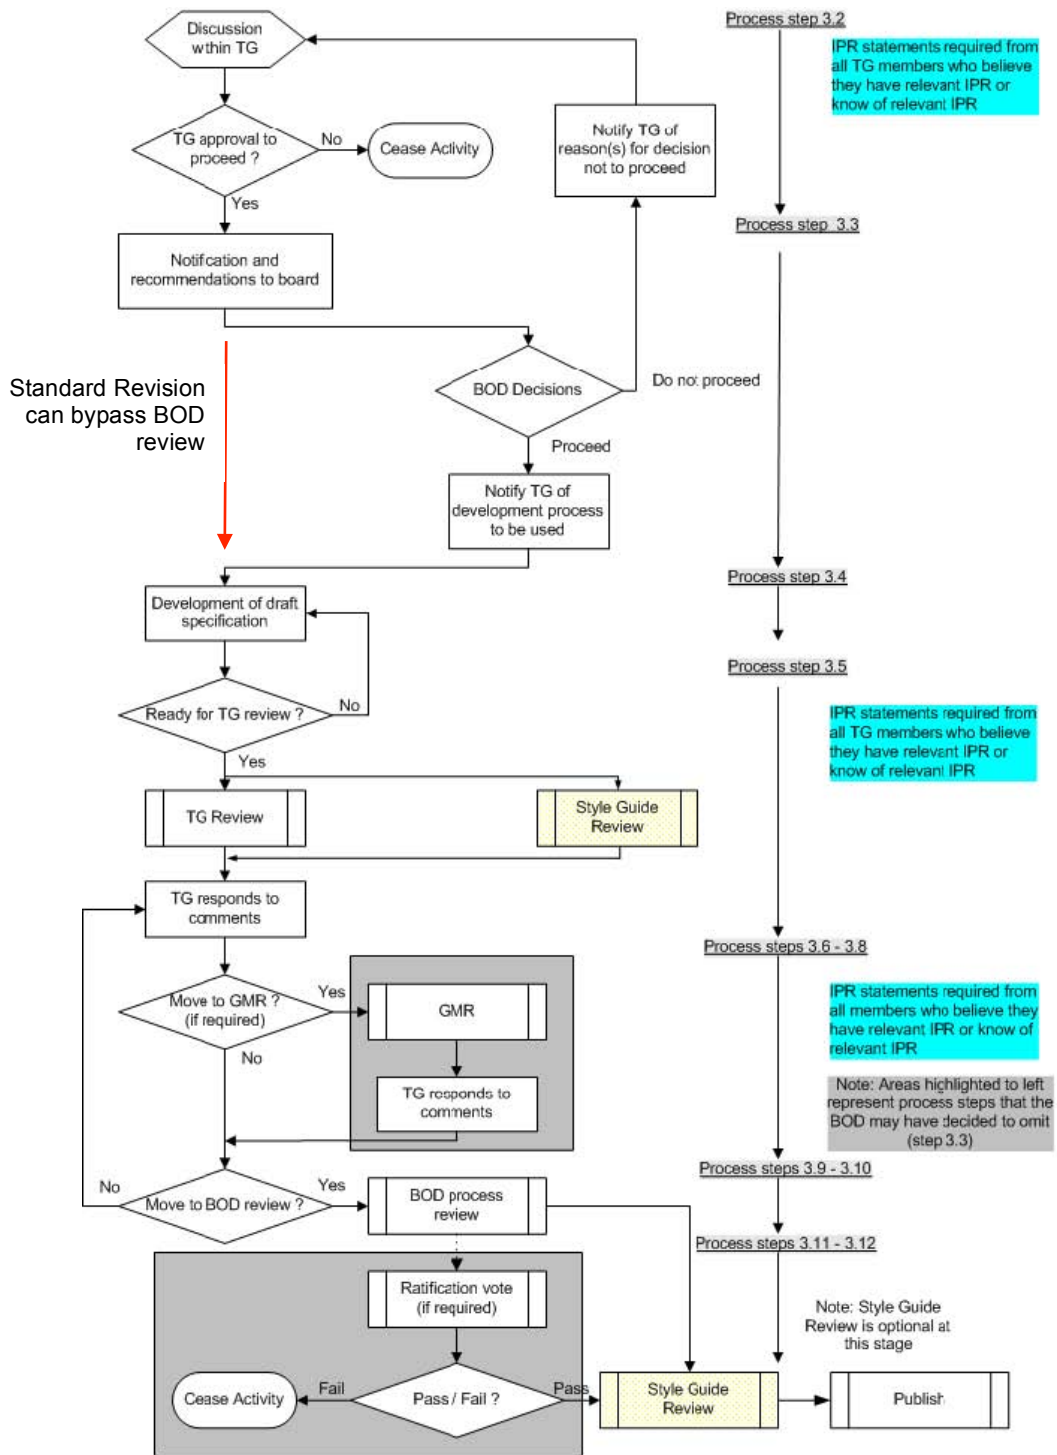 Discussion
within TG
Process step 3.2
IPR statements required from
all TG members who believe
they have relevant IPR or
know of relevant IPR
TG approval to
proceed ?
No
Cease Activity
Notify TG of
reason(s) for decision
not to proceed
Yes
Process step 3.3
Notification and
recommendations to board
BOD Decisions
Do not proceed
Standard Revision
can bypass BOD
review
Proceed
Notify TG of
development process
to be used
Process step 3.4
Development of draft
specification
Process step 3.5
Ready for TG review ?
No
IPR statements required from
all TG members who believe
they have relevant IPR or
know of relevant IPR
Yes
TG Review
Style Guide
Review
TG responds to
comments
Process steps 3.6 - 3.8
Move to GMR ?
(if required)
Yes
GMR
IPR statements required from
all members who believe they
have relevant IPR or know of
relevant IPR
No
TG responds to
comments
Note: Areas highlighted to left
represent process steps that the
BOD may have decided to omit
(step 3.3)
Process steps 3.9 - 3.10
No
Move to BOD review ?
Yes
BOD process
review
Process steps 3.11 - 3.12
Ratification vote
(if required)
Note: Style Guide
Review is optional at
this stage
Cease Activity
Fail
Pass / Fail ?
Pass
Style Guide
Review
Publish